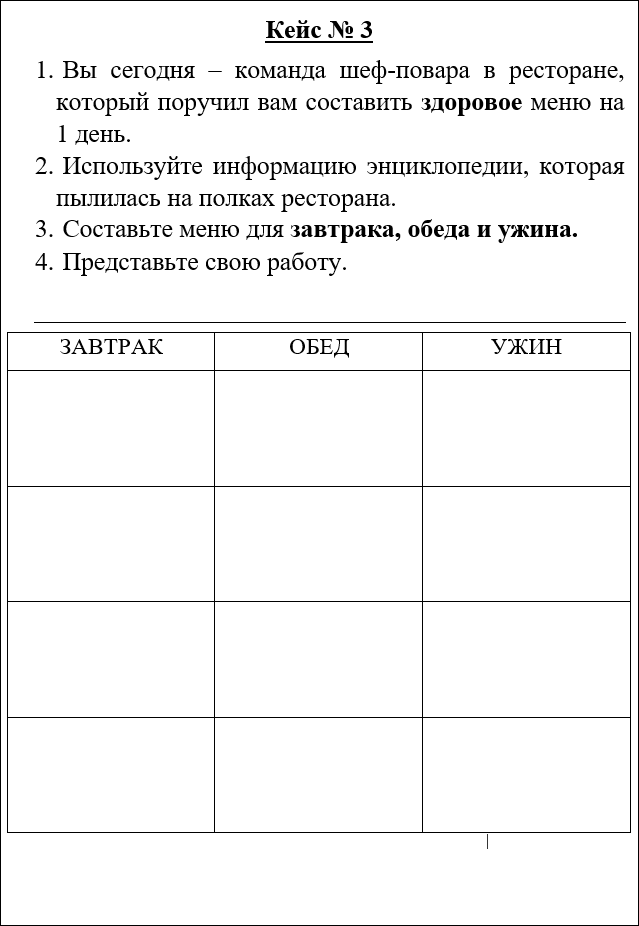 Кейс № 3
1. Вы сегодня – команда шеф-повара в ресторане,
который поручил вам составить здоровое меню на
1 день.
2. Используйте информацию энциклопедии, которая
пылилась на полках ресторана.
3. Составьте меню для завтрака, обеда и ужина.
4. Представьте свою работу.
ЗАВТРАК ОБЕД УЖИН